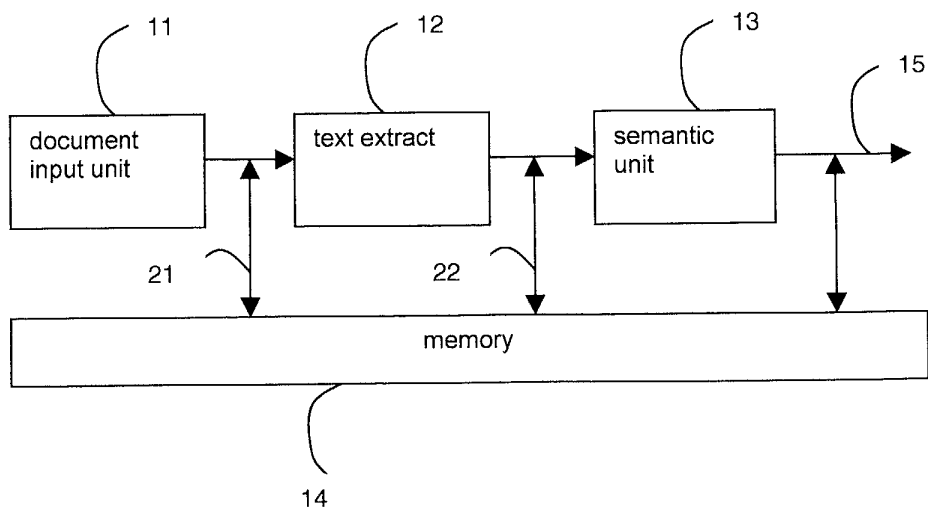 11
12
13
15
document
input unit
text extract
semantic
unit
21
22
memory
14